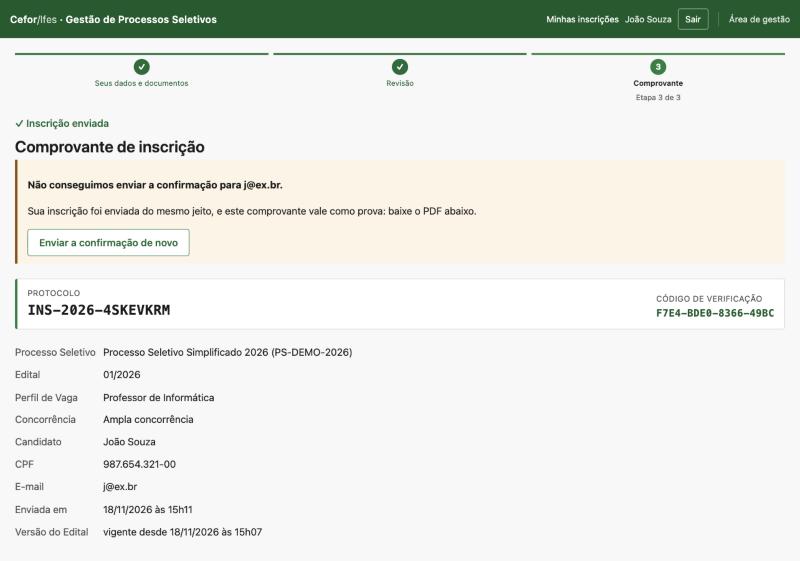 Cefor/Ifes · Gestão de Processos Seletivos
Minhas inscrições João Souza Sair Área de gestão
Seus dados e documentos
Revisão
3
Comprovante
Etapa 3 de 3
✓ Inscrição enviada
Comprovante de inscrição
Não conseguimos enviar a confirmação para j@ex.br.
Sua inscrição foi enviada do mesmo jeito, e este comprovante vale como prova: baixe o PDF abaixo.
Enviar a confirmação de novo
PROTOCOLO
INS-2026-4SKEVKRM
CÓDIGO DE VERIFICAÇÃO
F7E4-BDE0-8366-49BC
Processo Seletivo Processo Seletivo Simplificado 2026 (PS-DEMO-2026)
Edital 01/2026
Perfil de Vaga Professor de Informática
Concorrência Ampla concorrência
Candidato João Souza
CPF 987.654.321-00
E-mail j@ex.br
Enviada em 18/11/2026 às 15h11
Versão do Edital vigente desde 18/11/2026 às 15h07